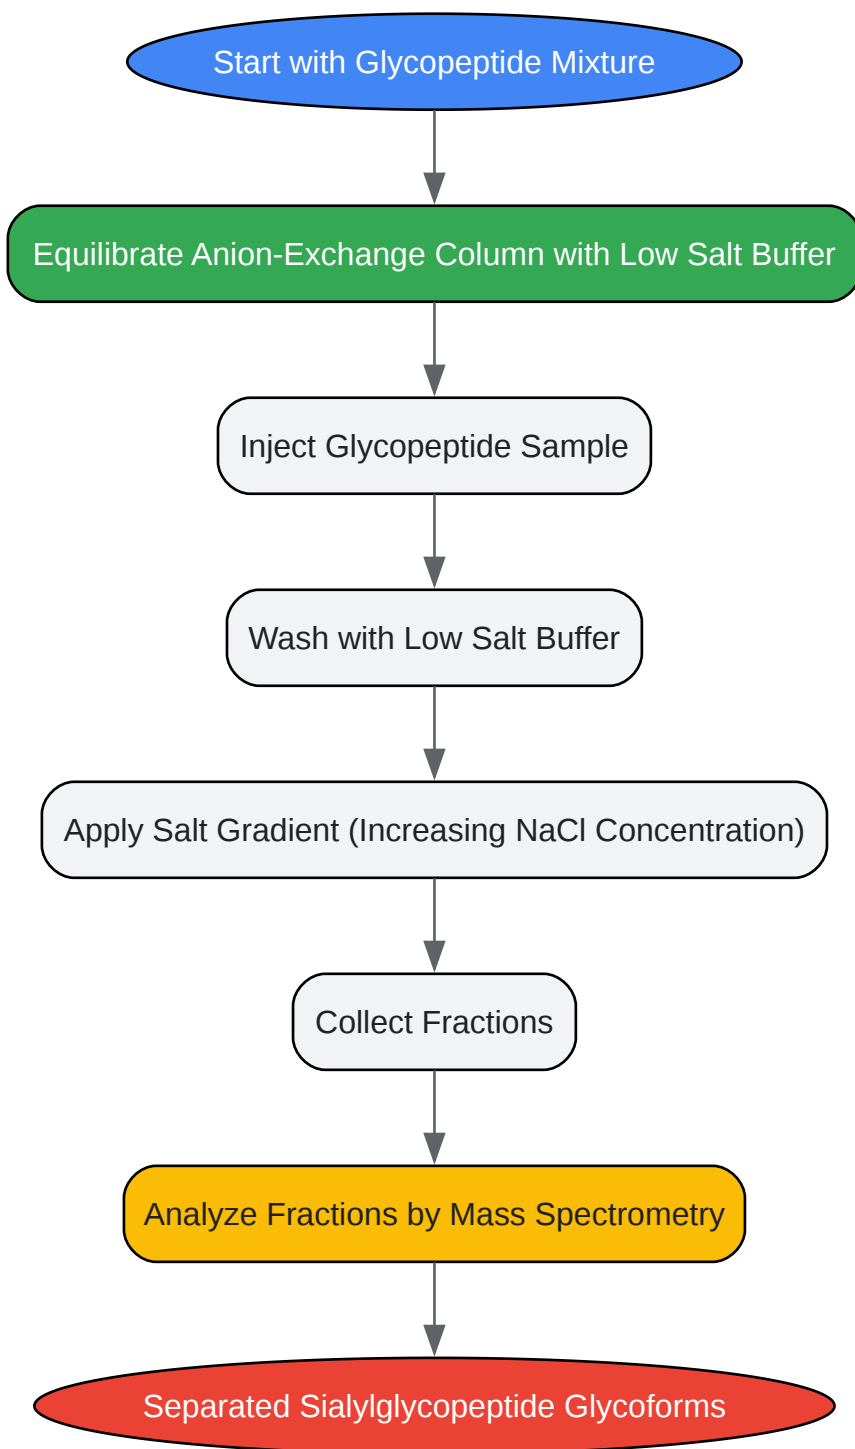 Start with Glycopeptide Mixture
Equilibrate Anion-Exchange Column with Low Salt Buffer
Inject Glycopeptide Sample
Wash with Low Salt Buffer
Apply Salt Gradient (Increasing NaCl Concentration)
Collect Fractions
Analyze Fractions by Mass Spectrometry
Separated Sialylglycopeptide Glycoforms